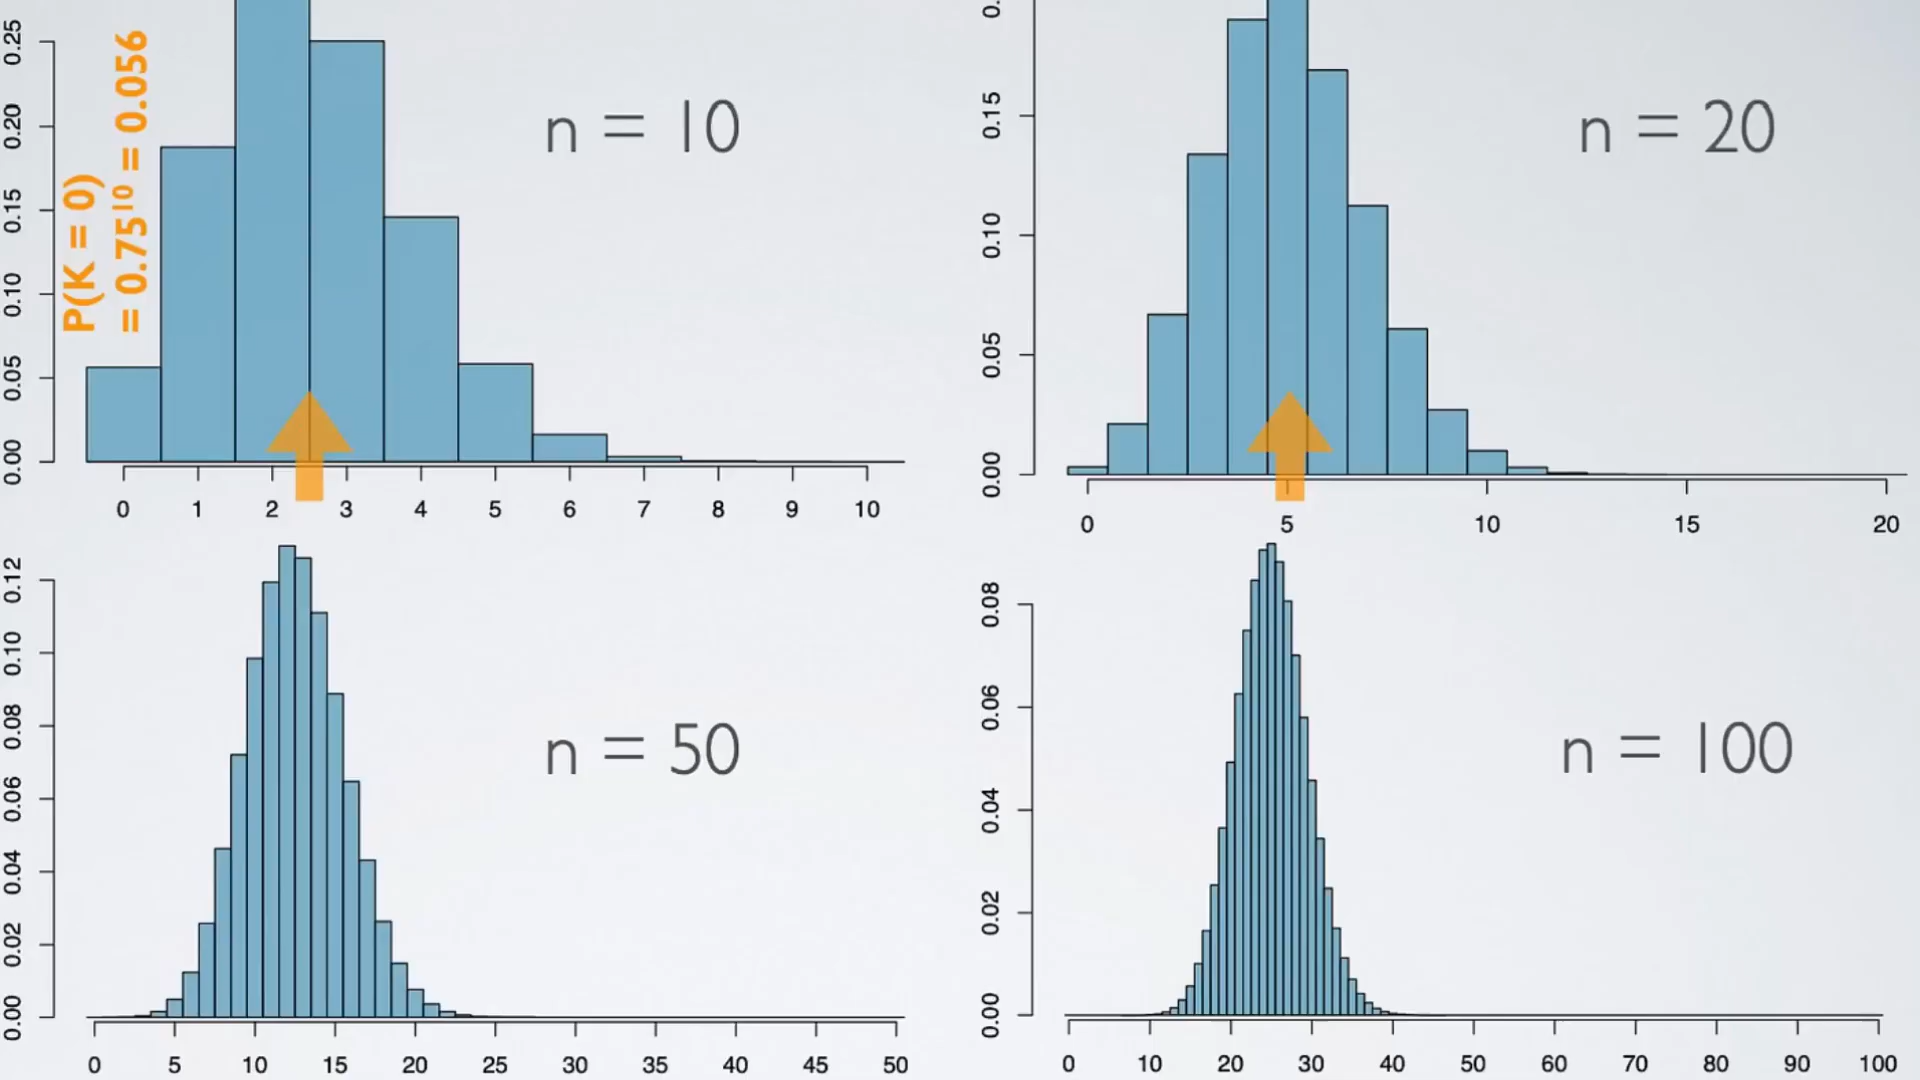 0.25
0.20
0.15
0.10
0.05
0.00
P(K = 0)
= 0.75¹⁰ = 0.056
n = 10
0 1 2 3 4 5 6 7 8 9 10
0.15
0.10
0.05
0.00
n = 20
0 5 10 15 20
0.12
0.10
0.08
0.06
0.04
0.02
0.00
n = 50
0 5 10 15 20 25 30 35 40 45 50
0.08
0.06
0.04
0.02
0.00
n = 100
0 10 20 30 40 50 60 70 80 90 100